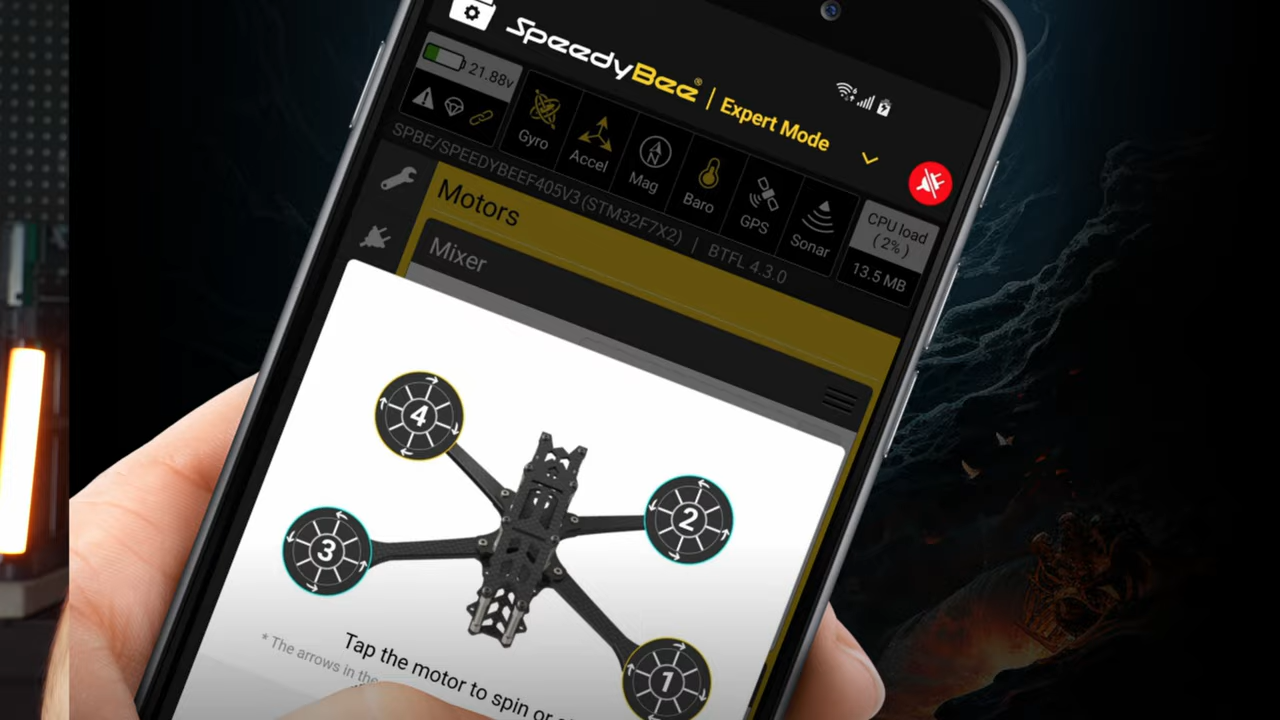 SpeedyBee® | Expert Mode
21.88v
Gyro
Accel
Mag
Baro
GPS
Sonar
CPU load
(2%)
13.5 MB
SPBE/SPEEDYBEEF405V3(STM32F7X2) | BTFL 4.3.0
Motors
Mixer
4
2
3
1
Tap the motor to spin or
* The arrows in the